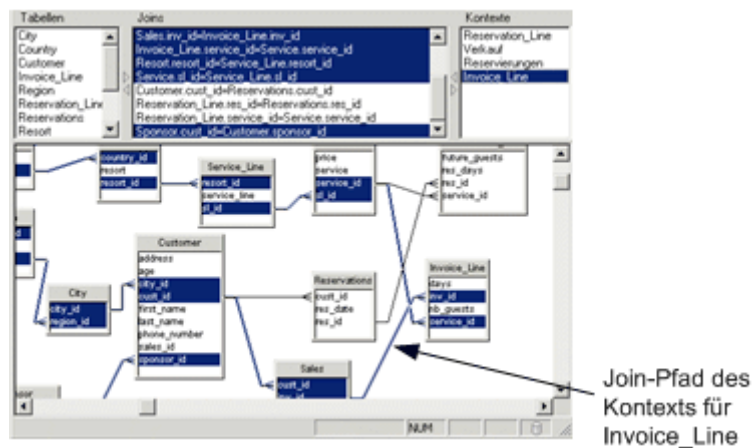 Tabellen
Joins
Kontexte
City
Country
Customer
Invoice_Line
Region
Reservation_Line
Reservations
Resort
Sales.inv_id=Invoice_Line.inv_id
Invoice_Line.service_id=Service.service_id
Resort.resort_id=Service_Line.resort_id
Service.sl_id=Service_Line.sl_id
Customer.cust_id=Reservations.cust_id
Reservation_Line.res_id=Reservations.res_id
Reservation_Line.service_id=Service.service_id
Sponsor.cust_id=Customer.sponsor_id
Reservation_Line
Verkauf
Reservierungen
Invoice_Line
country_id
resort
resort_id
Service_Line
resort_id
service_line
sl_id
price
service
service_id
sl_id
future_guests
res_days
res_id
service_id
City
city_id
region_id
Customer
address
age
city_id
cust_id
first_name
last_name
phone_number
sales_id
sponsor_id
Reservations
cust_id
res_date
res_id
Invoice_Line
days
inv_id
nb_guests
service_id
Sales
cust_id
inv_id
NUM
Join-Pfad des
Kontexts für
Invoice_Line